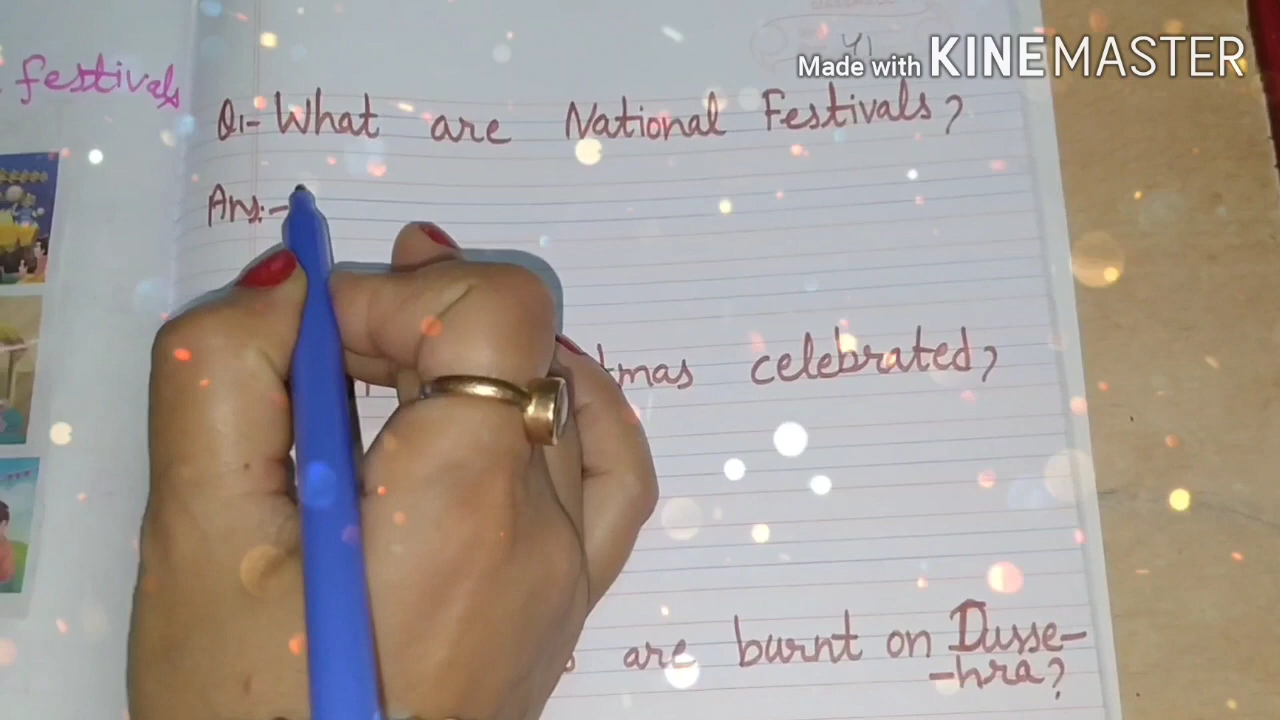 Made with KINEMASTER
festivals
Q1- What are National Festivals?
Ans:-
tmas celebrated?
are burnt on Dusse-
-hra?